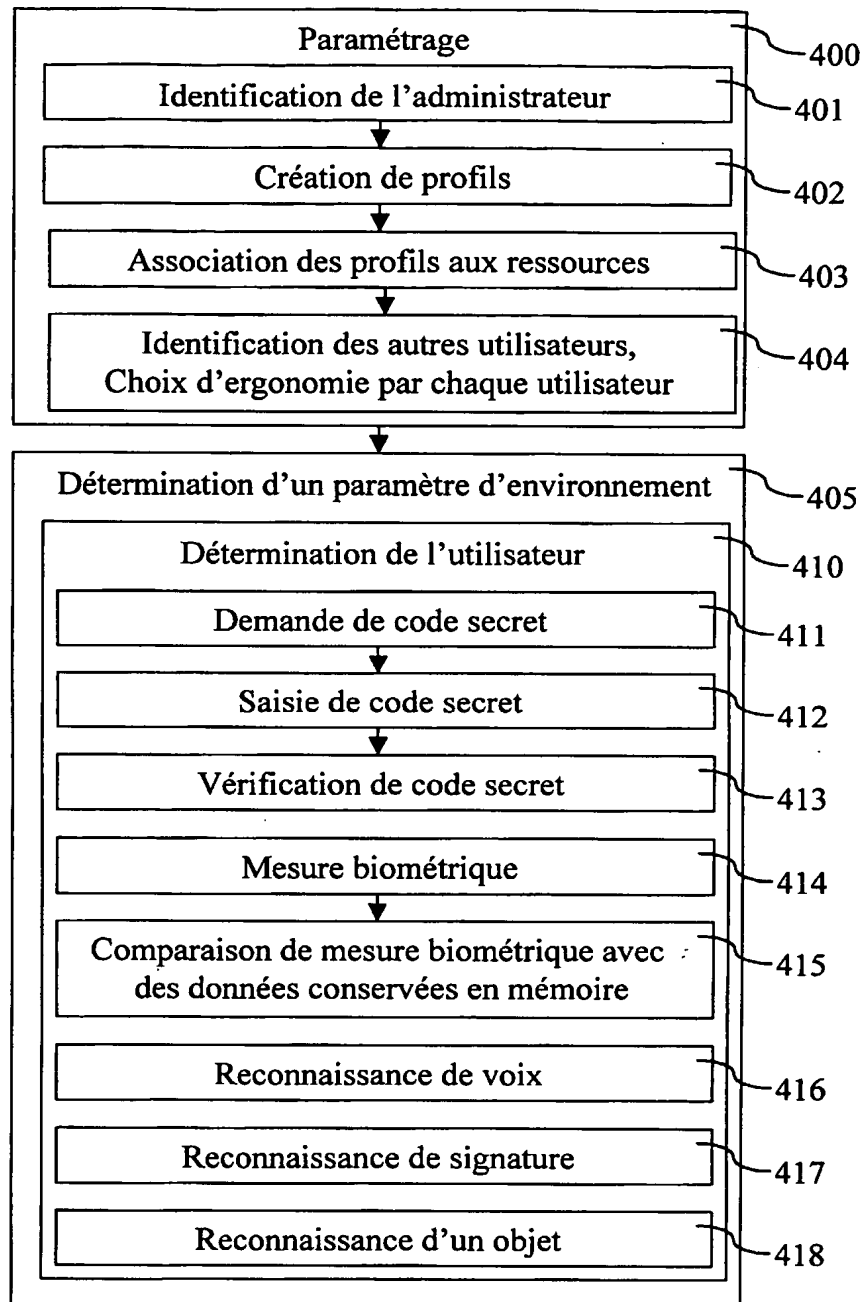 Paramétrage
400
Identification de l'administrateur
401
Création de profils
402
Association des profils aux ressources
403
Identification des autres utilisateurs,
Choix d'ergonomie par chaque utilisateur
404
Détermination d'un paramètre d'environnement
405
Détermination de l'utilisateur
410
Demande de code secret
411
Saisie de code secret
412
Vérification de code secret
413
Mesure biométrique
414
Comparaison de mesure biométrique avec
des données conservées en mémoire
415
Reconnaissance de voix
416
Reconnaissance de signature
417
Reconnaissance d'un objet
418